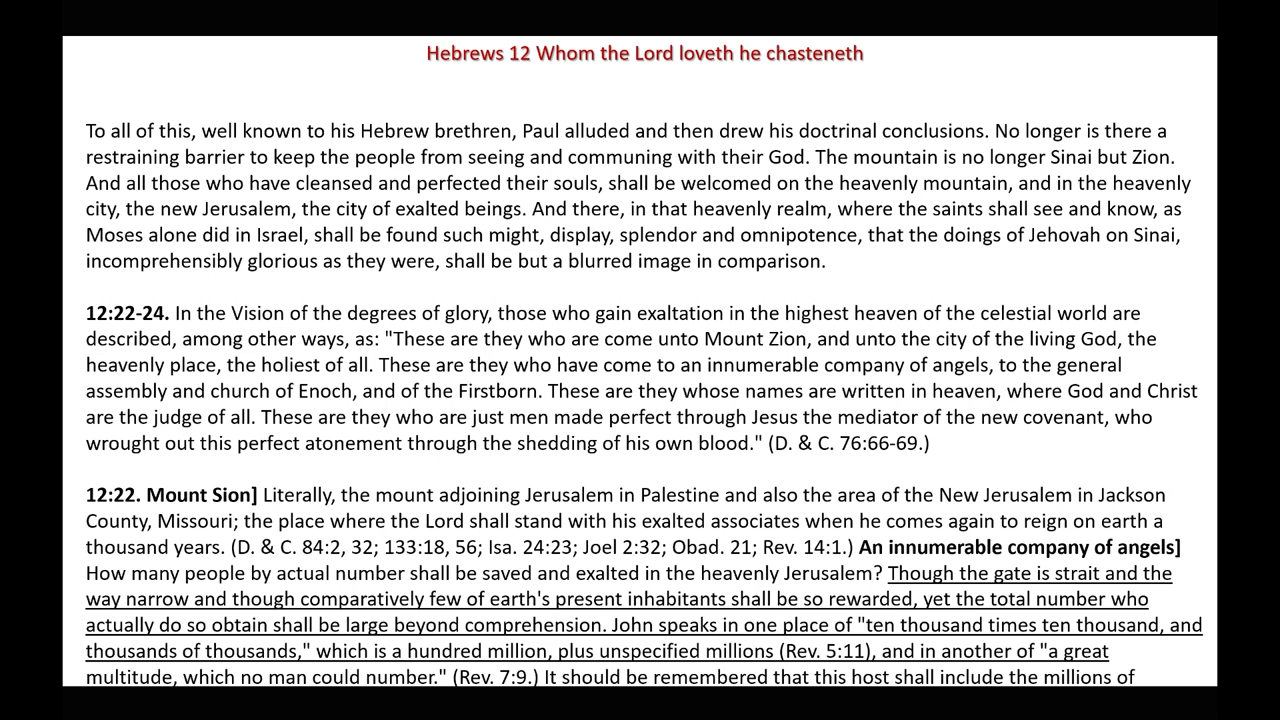 Hebrews 12 Whom the Lord loveth he chasteneth
To all of this, well known to his Hebrew brethren, Paul alluded and then drew his doctrinal conclusions. No longer is there a
restraining barrier to keep the people from seeing and communing with their God. The mountain is no longer Sinai but Zion.
And all those who have cleansed and perfected their souls, shall be welcomed on the heavenly mountain, and in the heavenly
city, the new Jerusalem, the city of exalted beings. And there, in that heavenly realm, where the saints shall see and know, as
Moses alone did in Israel, shall be found such might, display, splendor and omnipotence, that the doings of Jehovah on Sinai,
incomprehensibly glorious as they were, shall be but a blurred image in comparison.
12:22-24. In the Vision of the degrees of glory, those who gain exaltation in the highest heaven of the celestial world are
described, among other ways, as: "These are they who are come unto Mount Zion, and unto the city of the living God, the
heavenly place, the holiest of all. These are they who have come to an innumerable company of angels, to the general
assembly and church of Enoch, and of the Firstborn. These are they whose names are written in heaven, where God and Christ
are the judge of all. These are they who are just men made perfect through Jesus the mediator of the new covenant, who
wrought out this perfect atonement through the shedding of his own blood." (D. & C. 76:66-69.)
12:22. Mount Sion] Literally, the mount adjoining Jerusalem in Palestine and also the area of the New Jerusalem in Jackson
County, Missouri; the place where the Lord shall stand with his exalted associates when he comes again to reign on earth a
thousand years. (D. & C. 84:2, 32; 133:18, 56; Isa. 24:23; Joel 2:32; Obad. 21; Rev. 14:1.) An innumerable company of angels]
How many people by actual number shall be saved and exalted in the heavenly Jerusalem? Though the gate is strait and the
way narrow and though comparatively few of earth's present inhabitants shall be so rewarded, yet the total number who
actually do so obtain shall be large beyond comprehension. John speaks in one place of "ten thousand times ten thousand, and
thousands of thousands," which is a hundred million, plus unspecified millions (Rev. 5:11), and in another of "a great
multitude, which no man could number." (Rev. 7:9.) It should be remembered that this host shall include the millions of